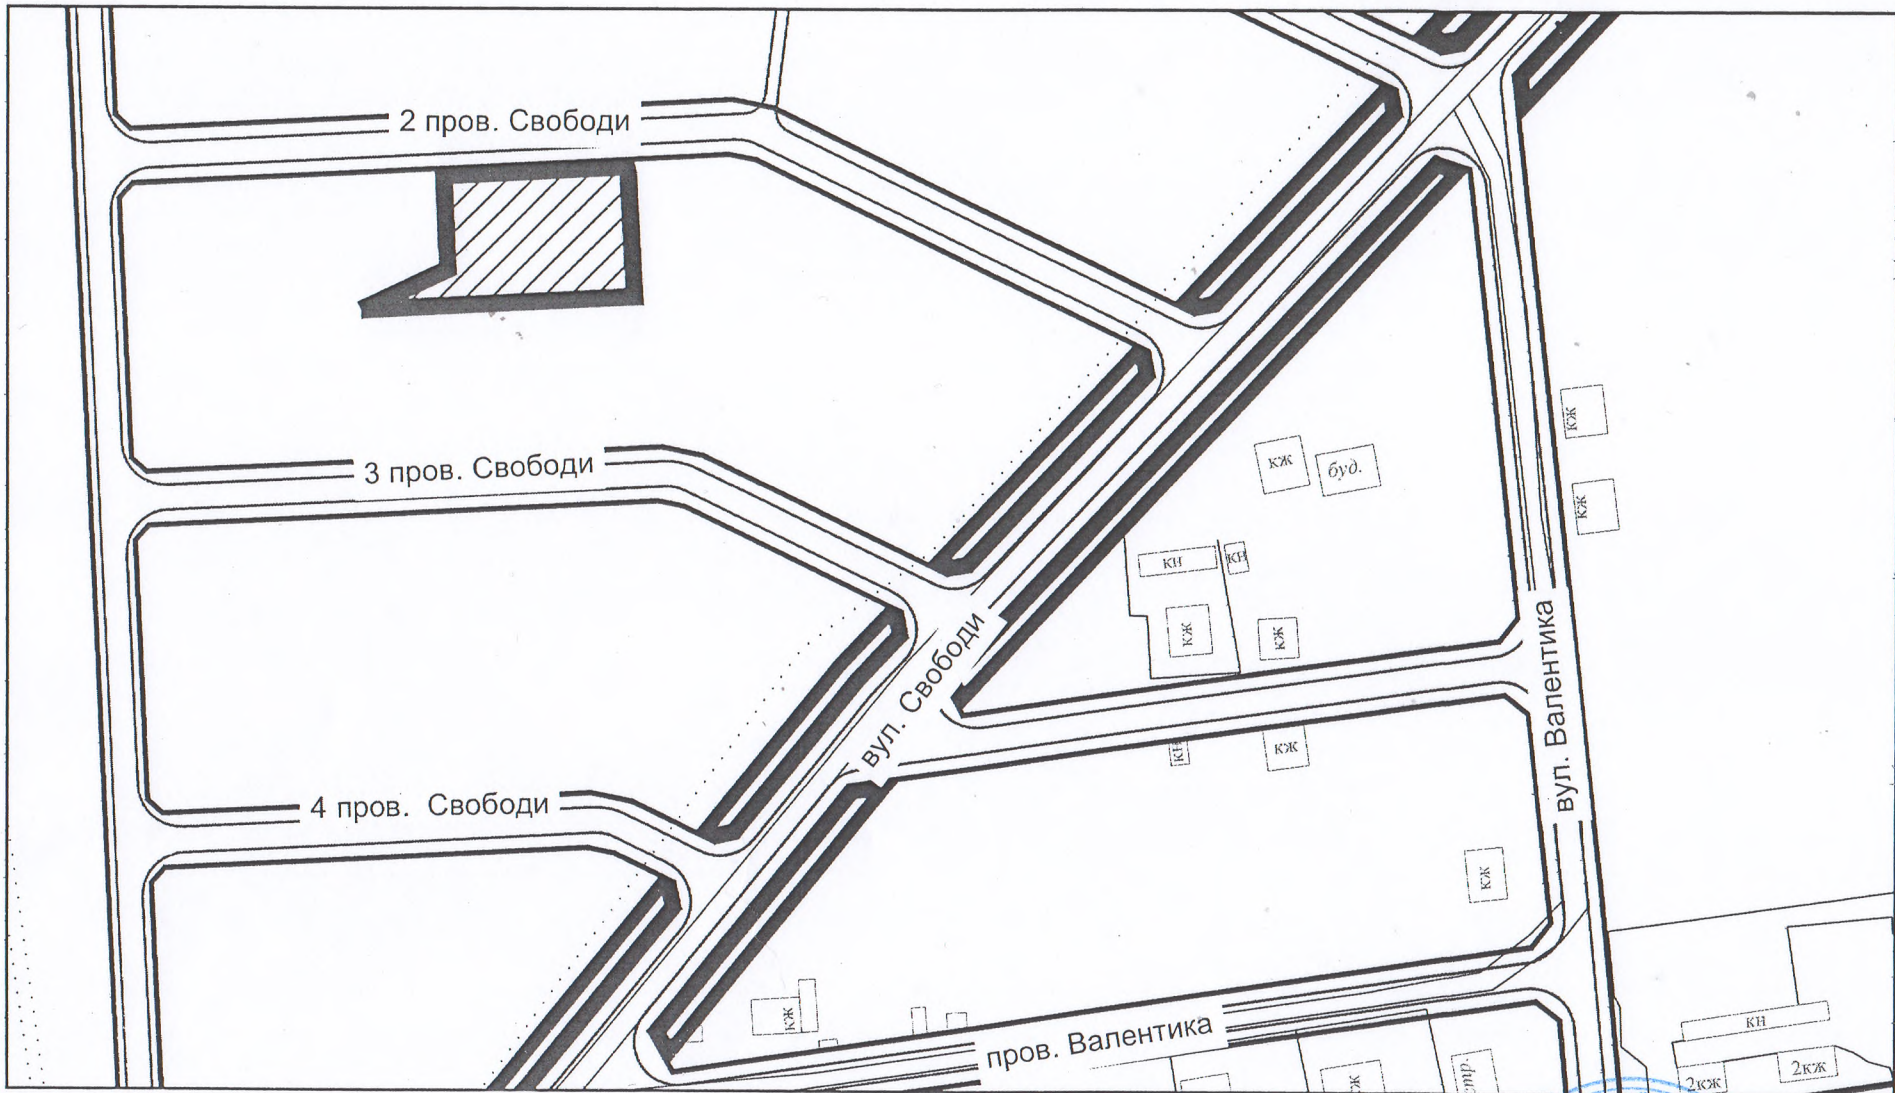 2 пров. Свободи
кж
3 пров. Свободи
кж
буд.
кж
кн
кн
кж
кж
вул. Свободи
вул. Валентика
кн
кж
4 пров. Свободи
кж
кж
пров. Валентика
кн
2кж
2кж